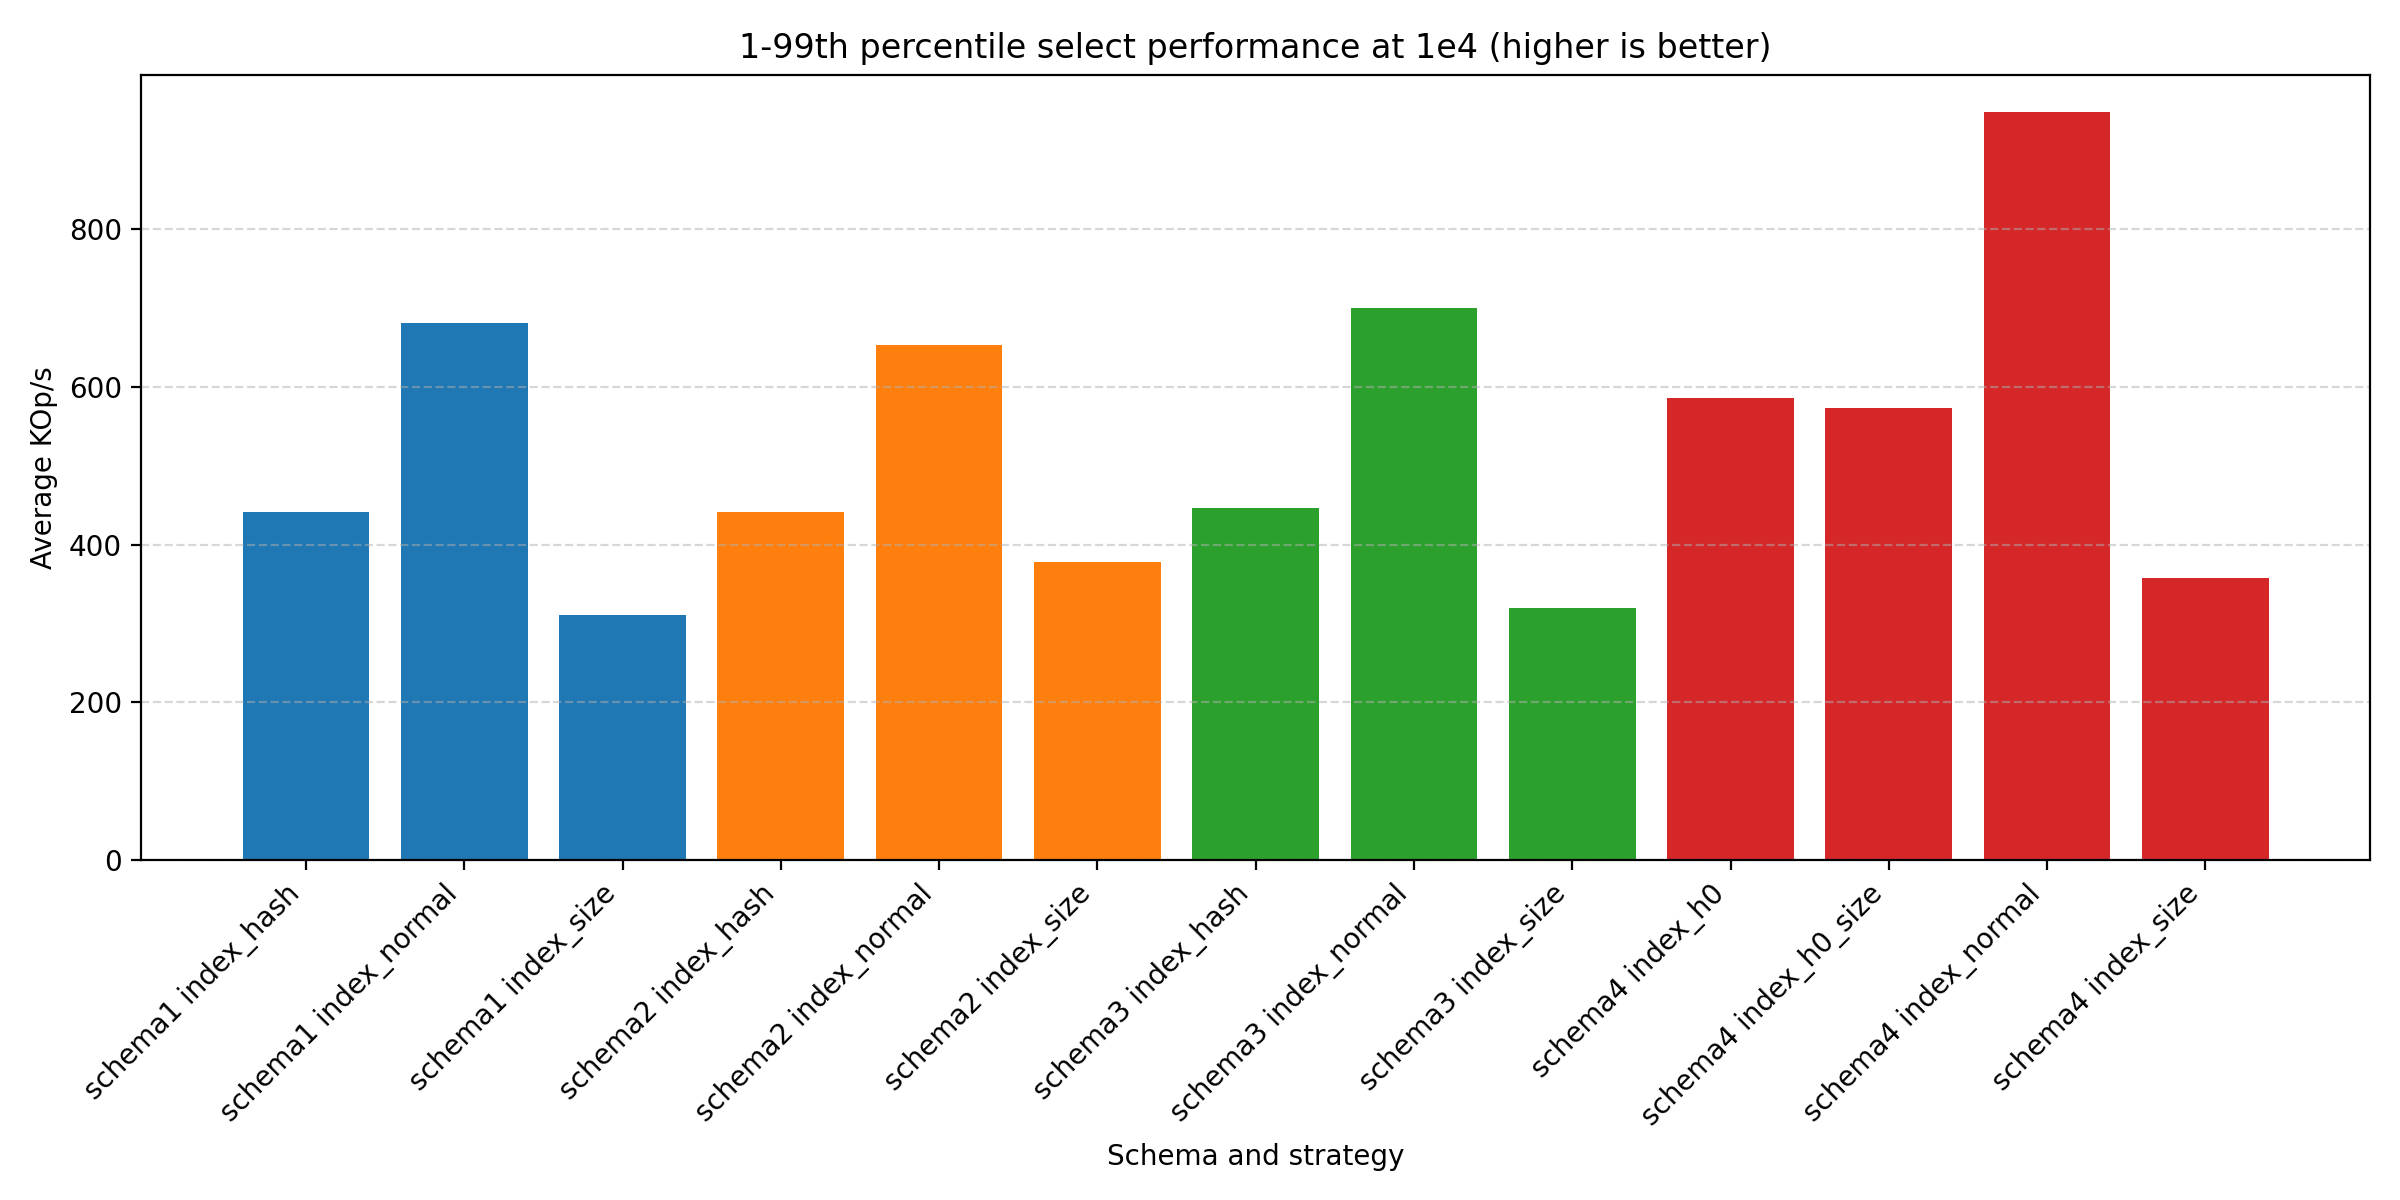 1-99th percentile select performance at 1e4 (higher is better)
Average KOp/s
800
600
400
200
0
schema1 index_hash
schema1 index_normal
schema1 index_size
schema2 index_hash
schema2 index_normal
schema2 index_size
schema3 index_hash
schema3 index_normal
schema3 index_size
schema4 index_h0
schema4 index_h0_size
schema4 index_normal
schema4 index_size
Schema and strategy